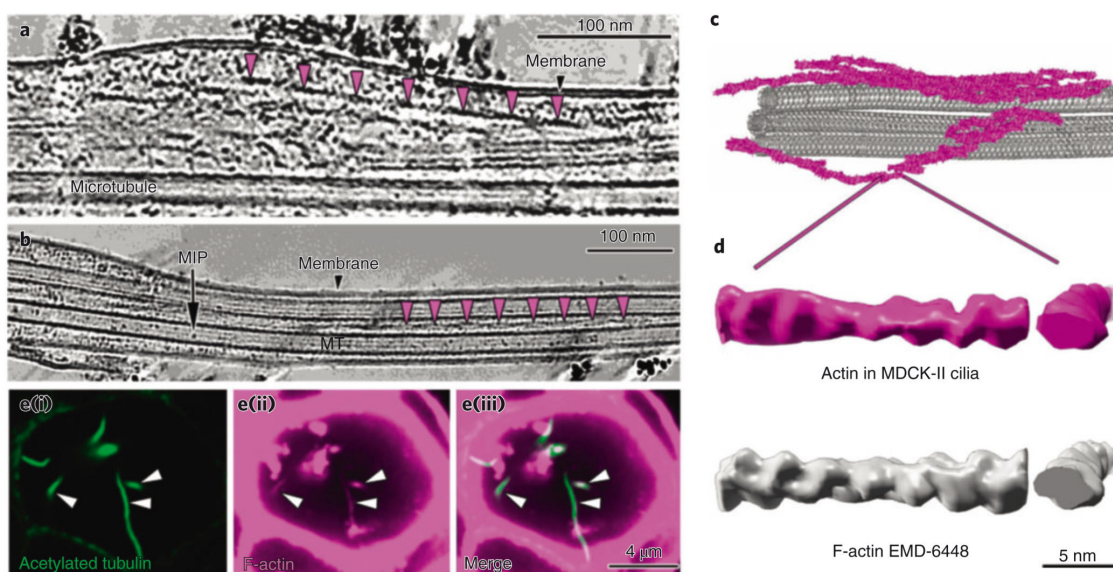 a
100 nm
Membrane
Microtubule
b
100 nm
MIP
Membrane
MT
c
d
Actin in MDCK-II cilia
F-actin EMD-6448
5 nm
e(i)
Acetylated tubulin
e(ii)
F-actin
e(iii)
Merge
4 μm